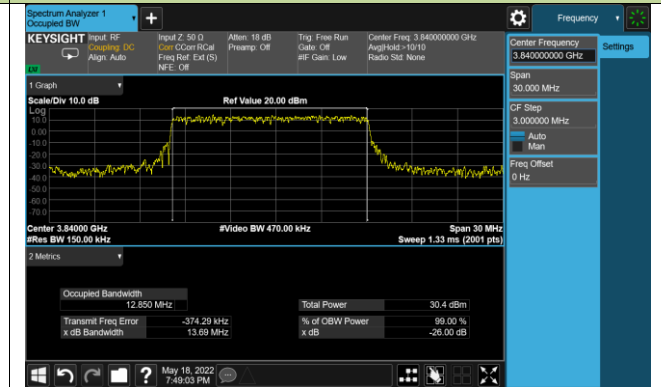 Spectrum Analyzer 1
Occupied BW
+
Frequency
KEYSIGHT
Input: RF
Coupling: DC
Align: Auto
Input Z: 50 Ω
Corr CCorr RCal
Freq Ref: Ext (S)
NFE: Off
Atten: 18 dB
Preamp: Off
Trig: Free Run
Gate: Off
#IF Gain: Low
Center Freq: 3.840000000 GHz
Avg|Hold:>10/10
Radio Std: None
LNI
Center Frequency
3.840000000 GHz
Settings
Span
30.000 MHz
CF Step
3.000000 MHz
Auto
Man
Freq Offset
0 Hz
1 Graph
Scale/Div 10.0 dB
Ref Value 20.00 dBm
Log
10.0
0.00
-10.0
-20.0
-30.0
-40.0
-50.0
-60.0
-70.0
Center 3.84000 GHz
#Video BW 470.00 kHz
Span 30 MHz
#Res BW 150.00 kHz
Sweep 1.33 ms (2001 pts)
2 Metrics
Occupied Bandwidth
12.850 MHz
Total Power
30.4 dBm
Transmit Freq Error
-374.29 kHz
% of OBW Power
99.00 %
x dB Bandwidth
13.69 MHz
x dB
-26.00 dB
?
May 18, 2022
7:49:03 PM